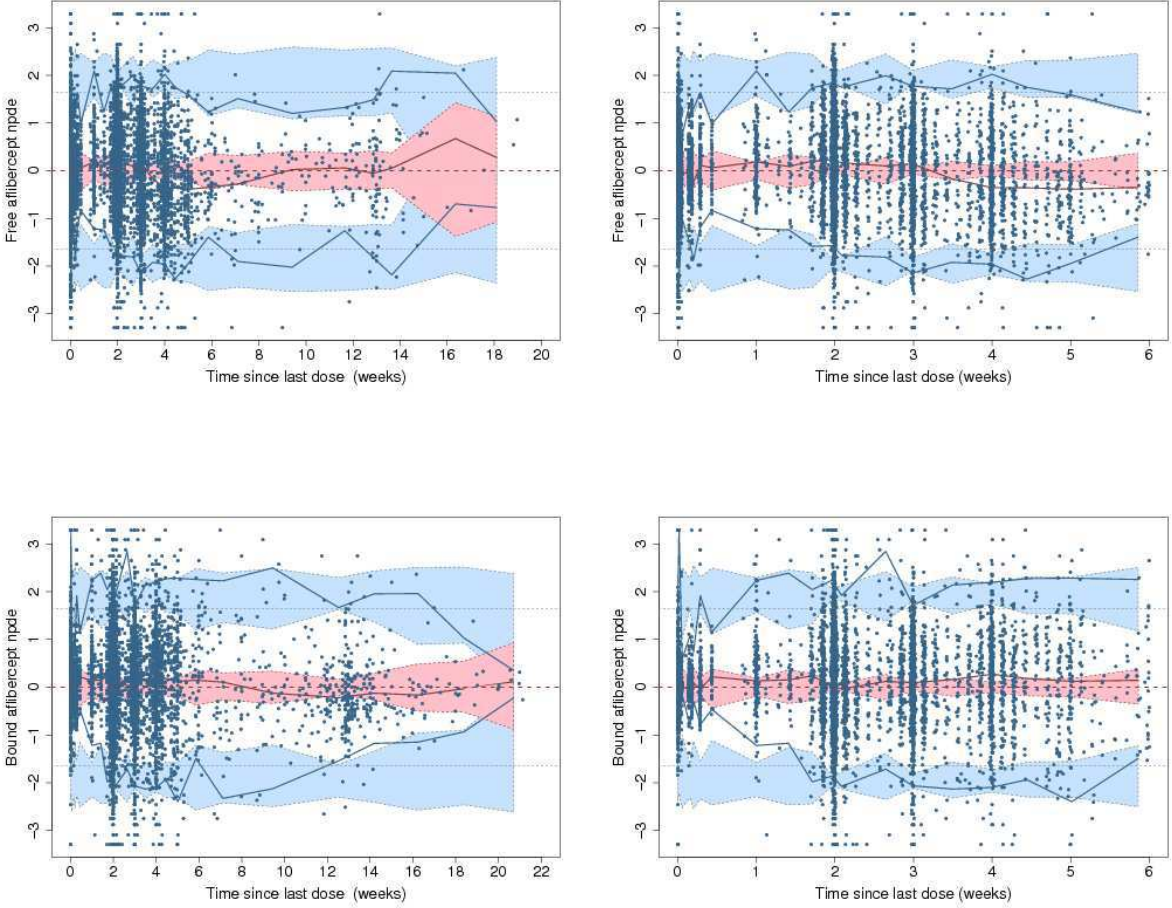 3
2
1
0
−1
−2
−3
Free aflibercept npde
0 2 4 6 8 10 12 14 16 18 20
Time since last dose (weeks)
3
2
1
0
−1
−2
−3
Free aflibercept npde
0 1 2 3 4 5 6
Time since last dose (weeks)
3
2
1
0
−1
−2
−3
Bound aflibercept npde
0 2 4 6 8 10 12 14 16 18 20 22
Time since last dose (weeks)
3
2
1
0
−1
−2
−3
Bound aflibercept npde
0 1 2 3 4 5 6
Time since last dose (weeks)